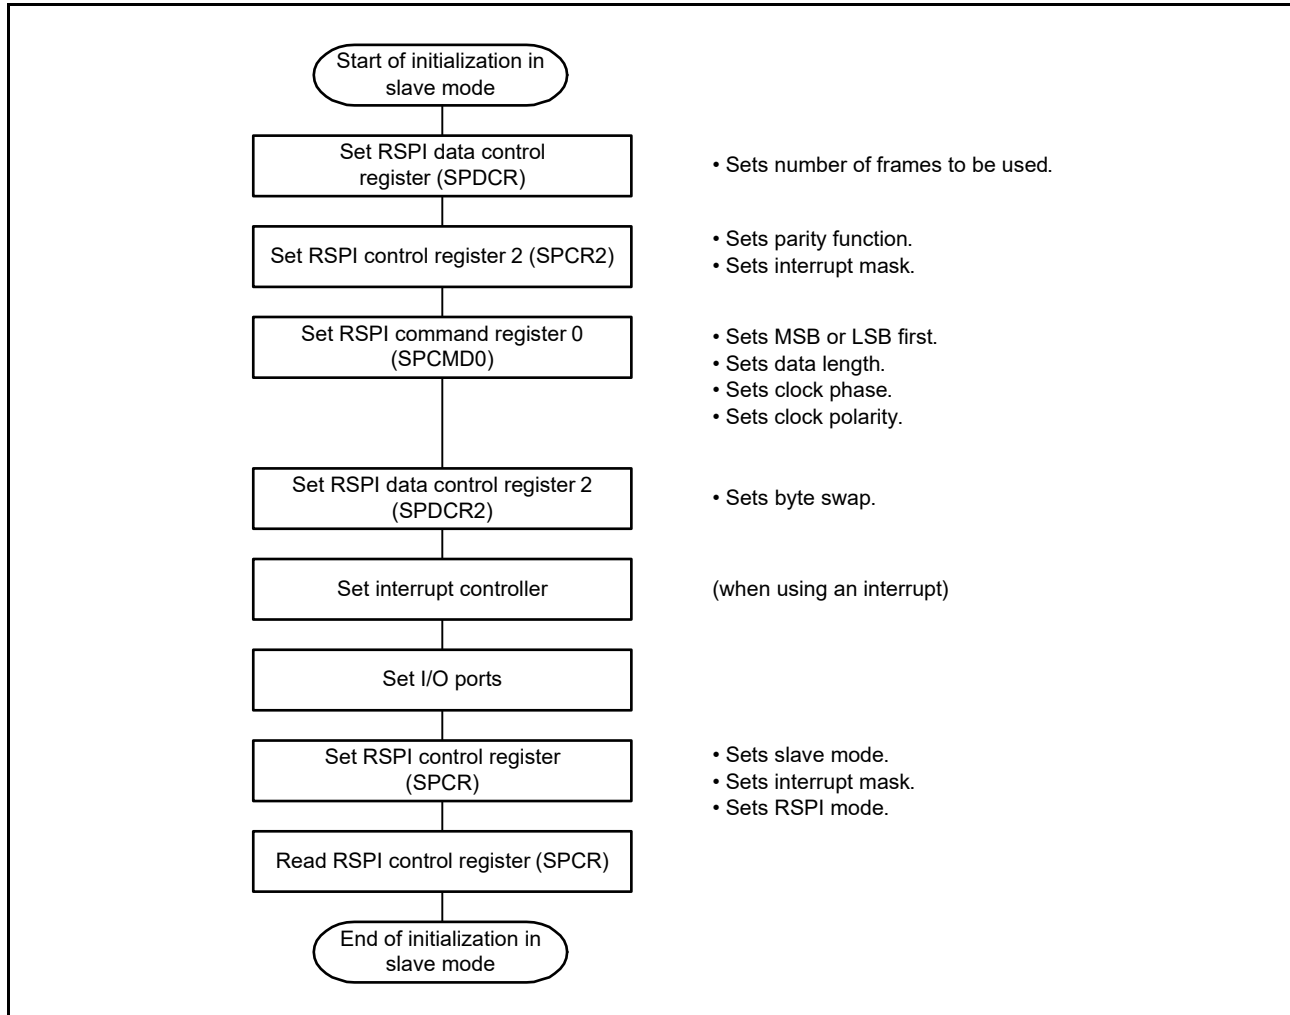 Start of initialization in
slave mode
Set RSPI data control
register (SPDCR)
• Sets number of frames to be used.
Set RSPI control register 2 (SPCR2)
• Sets parity function.
• Sets interrupt mask.
Set RSPI command register 0
(SPCMD0)
• Sets MSB or LSB first.
• Sets data length.
• Sets clock phase.
• Sets clock polarity.
Set RSPI data control register 2
(SPDCR2)
• Sets byte swap.
Set interrupt controller
(when using an interrupt)
Set I/O ports
Set RSPI control register
(SPCR)
• Sets slave mode.
• Sets interrupt mask.
• Sets RSPI mode.
Read RSPI control register (SPCR)
End of initialization in
slave mode